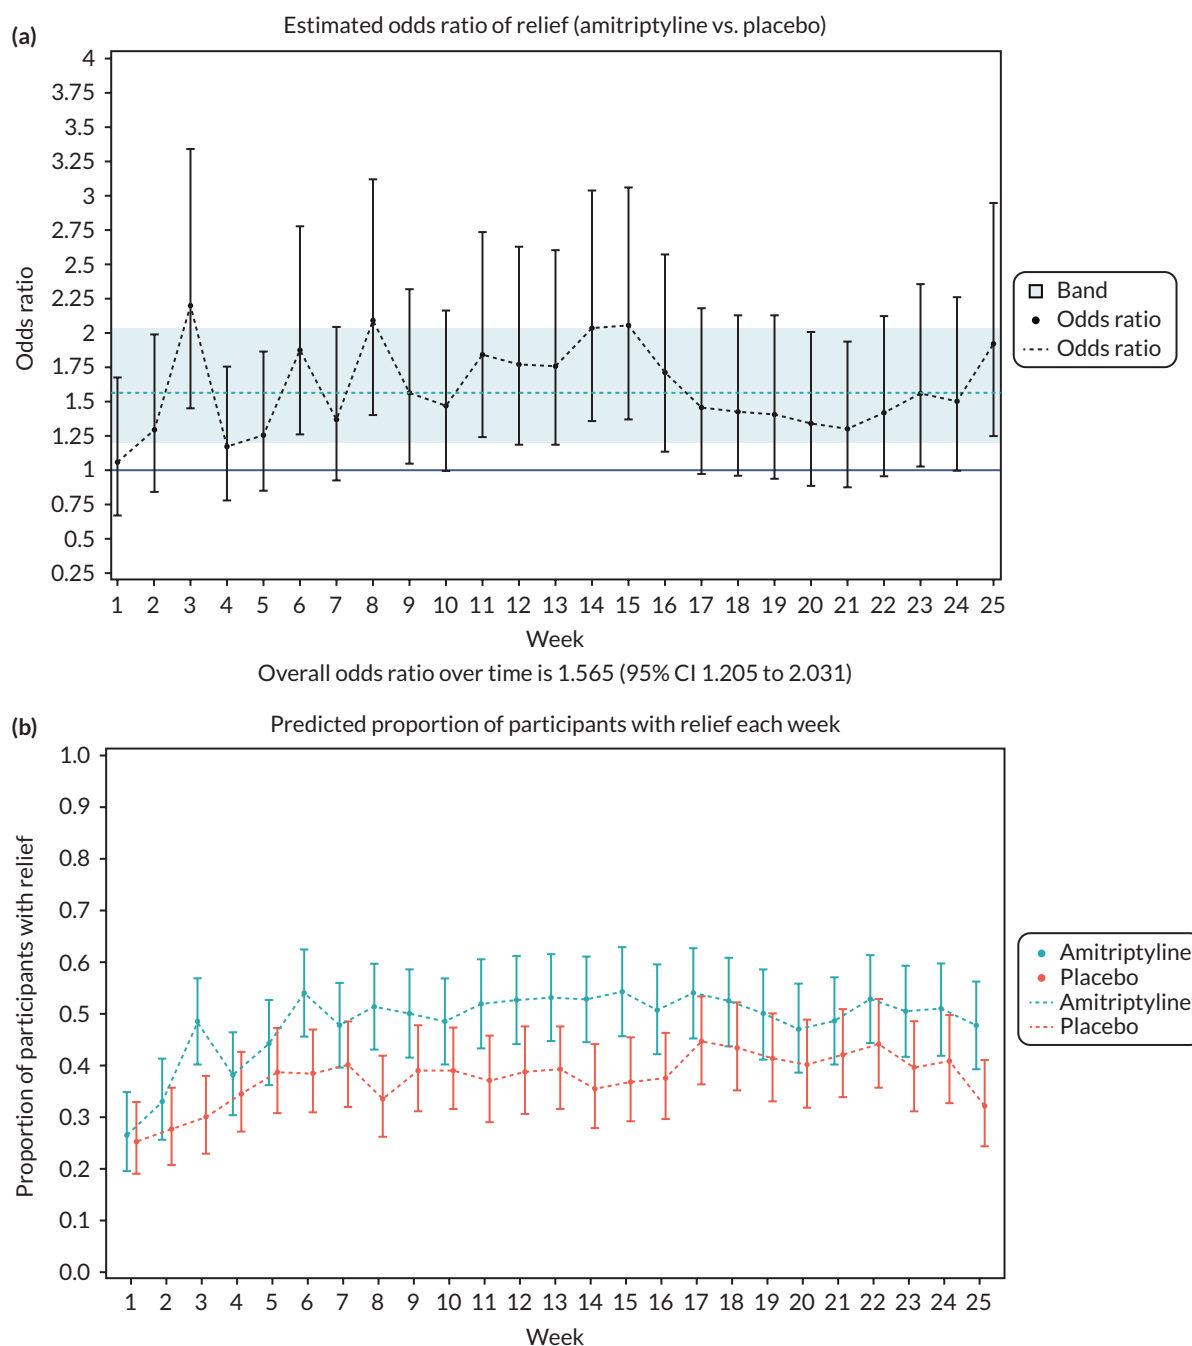 (a)
Estimated odds ratio of relief (amitriptyline vs. placebo)
Odds ratio
4
3.75
3.5
3.25
3
2.75
2.5
2.25
2
1.75
1.5
1.25
1
0.75
0.5
0.25
1 2 3 4 5 6 7 8 9 10 11 12 13 14 15 16 17 18 19 20 21 22 23 24 25
Week
Band
Odds ratio
Odds ratio
Overall odds ratio over time is 1.565 (95% CI 1.205 to 2.031)
(b)
Predicted proportion of participants with relief each week
Proportion of participants with relief
1.0
0.9
0.8
0.7
0.6
0.5
0.4
0.3
0.2
0.1
0.0
1 2 3 4 5 6 7 8 9 10 11 12 13 14 15 16 17 18 19 20 21 22 23 24 25
Week
Amitriptyline
Placebo
Amitriptyline
Placebo